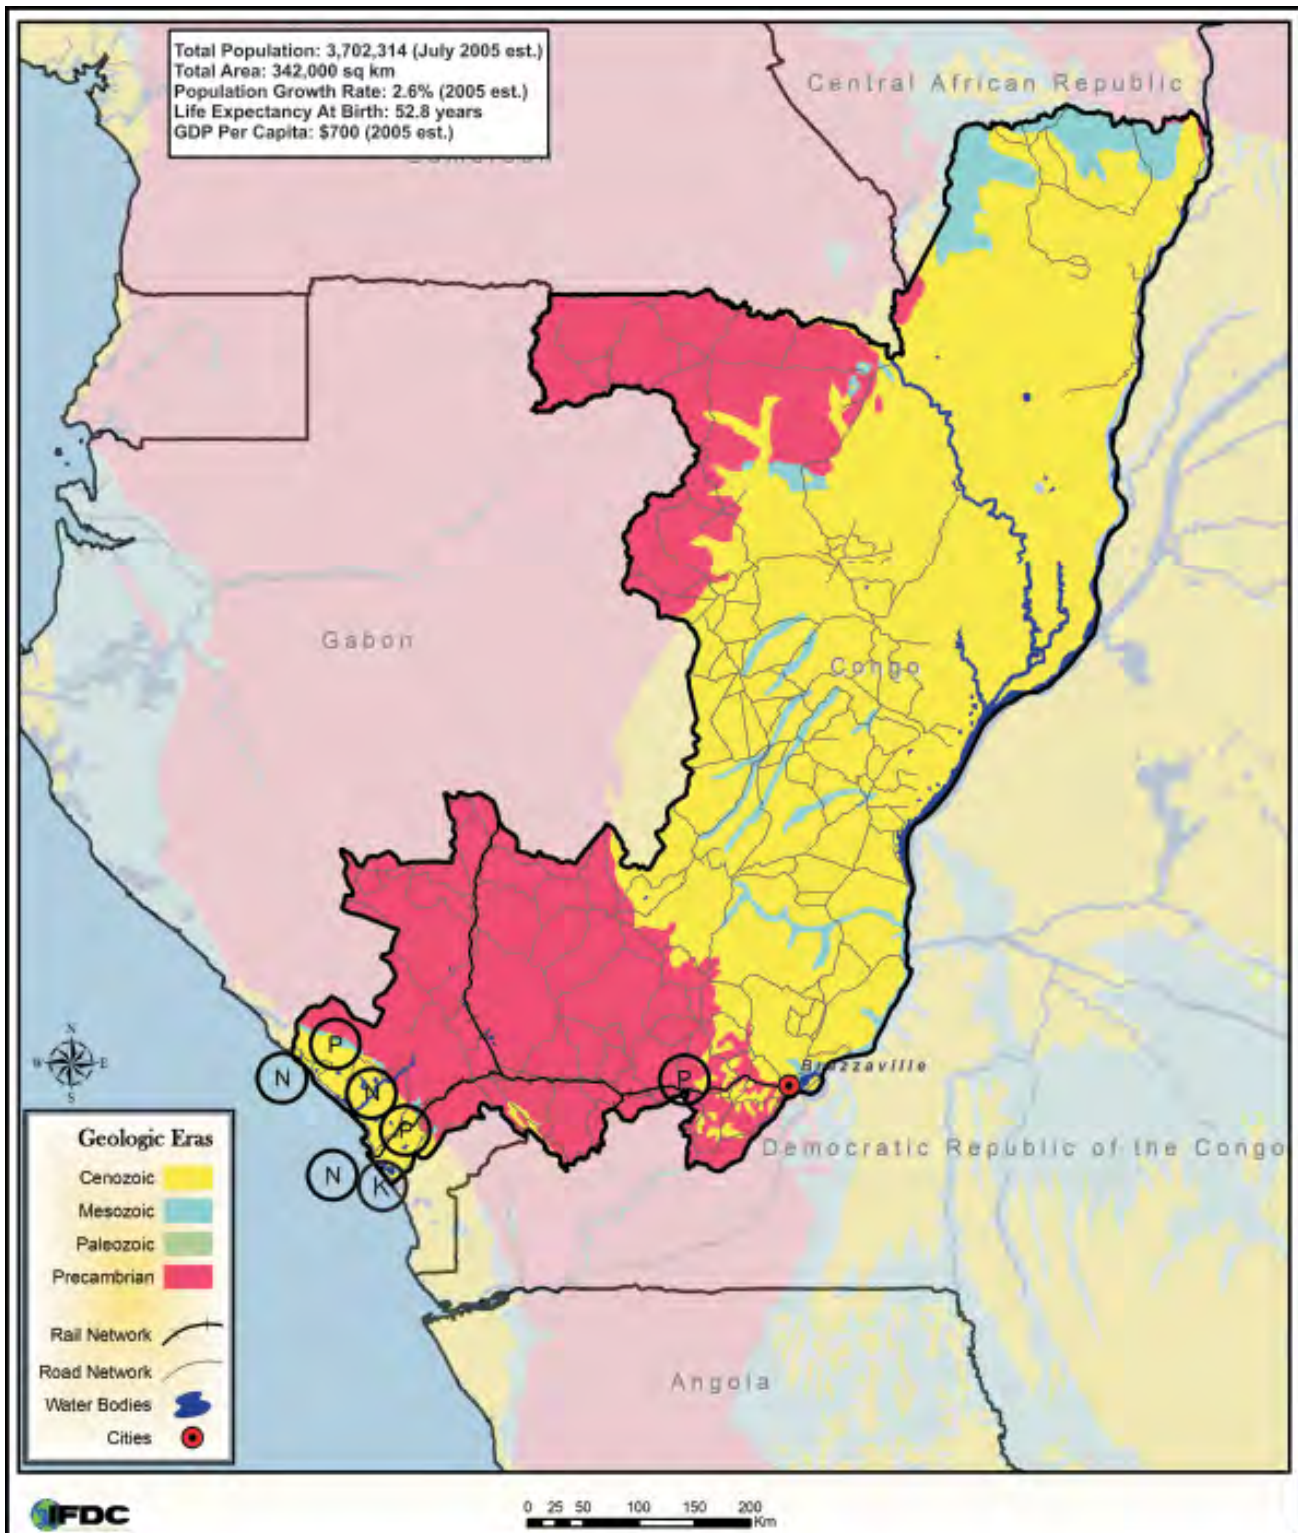 Total Population: 3,702,314 (July 2005 est.)
Total Area: 342,000 sq km
Population Growth Rate: 2.6% (2005 est.)
Life Expectancy At Birth: 52.8 years
GDP Per Capita: $700 (2005 est.)
Central African Republic
Gabon
Congo
N
W
E
S
P
N
N
P
P
N
K
Brazzaville
Democratic Republic of the Congo
Angola
Geologic Eras
Cenozoic
Mesozoic
Paleozoic
Precambrian
Rail Network
Road Network
Water Bodies
Cities
IFDC
0 25 50 100 150 200
Km